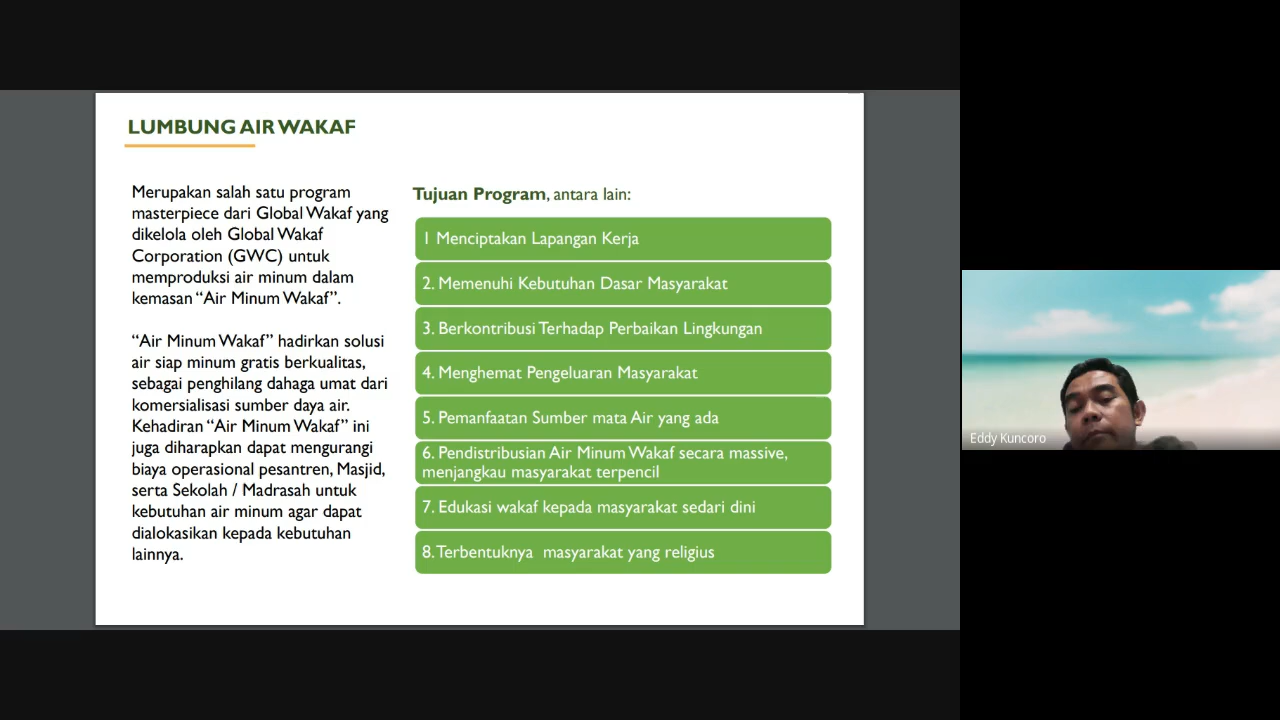 LUMBUNG AIR WAKAF
Merupakan salah satu program
masterpiece dari Global Wakaf yang
dikelola oleh Global Wakaf
Corporation (GWC) untuk
memproduksi air minum dalam
kemasan “Air Minum Wakaf”.
“Air Minum Wakaf” hadirkan solusi
air siap minum gratis berkualitas,
sebagai penghilang dahaga umat dari
komersialisasi sumber daya air.
Kehadiran “Air Minum Wakaf” ini
juga diharapkan dapat mengurangi
biaya operasional pesantren, Masjid,
serta Sekolah / Madrasah untuk
kebutuhan air minum agar dapat
dialokasikan kepada kebutuhan
lainnya.
Tujuan Program, antara lain:
1 Menciptakan Lapangan Kerja
2. Memenuhi Kebutuhan Dasar Masyarakat
3. Berkontribusi Terhadap Perbaikan Lingkungan
4. Menghemat Pengeluaran Masyarakat
5. Pemanfaatan Sumber mata Air yang ada
6. Pendistribusian Air Minum Wakaf secara massive,
menjangkau masyarakat terpencil
7. Edukasi wakaf kepada masyarakat sedari dini
8. Terbentuknya  masyarakat yang religius
Eddy Kuncoro